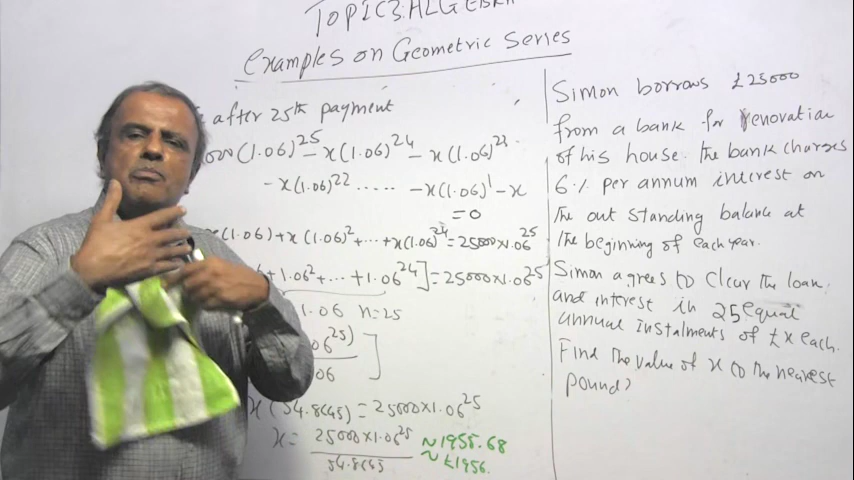 TOPIC3:ALGEBRA
Examples on Geometric Series
after 25th payment
000(1.06)^25 - x(1.06)^24 - x(1.06)^23
- x(1.06)^22 ..... - x(1.06)^1 - x
= 0
x(1.06) + x(1.06)^2 + ... + x(1.06)^24 = 25000×1.06^25
+ 1.06^2 + ... + 1.06^24] = 25000×1.06^25
1.06 n=25
06^25)
06 ]
x(54.8645) = 25000×1.06^25
x = 25000×1.06^25 / 54.8645 ≈ 1955.68
≈ £1956.
Simon borrows £25000
from a bank for renovation
of his house. The bank charges
6% per annum interest on
The out standing balance at
The beginning of each year.
Simon agrees to clear the loan
and interest in 25 equal
annual instalments of £x each.
Find the value of x to the nearest
pound?